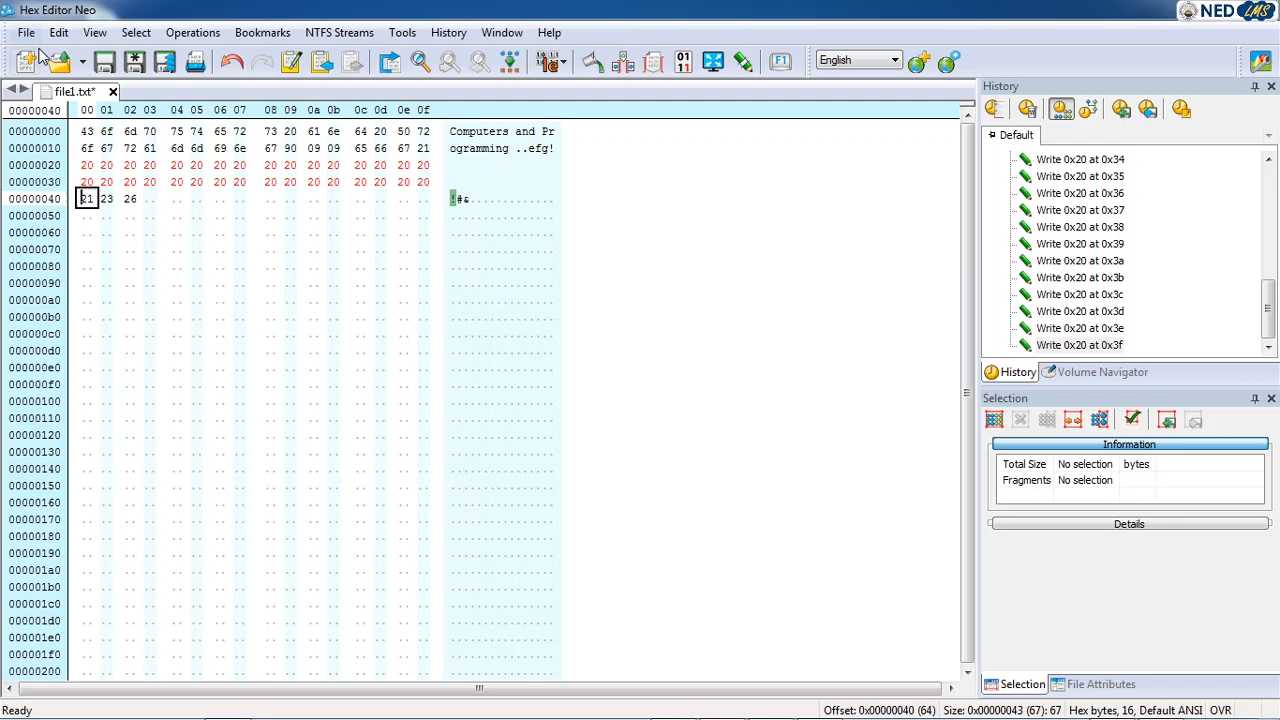 Hex Editor Neo
NED LMS
File Edit View Select Operations Bookmarks NTFS Streams Tools History Window Help
English
file1.txt*
00000040 00 01 02 03 04 05 06 07 08 09 0a 0b 0c 0d 0e 0f
00000000 43 6f 6d 70 75 74 65 72 73 20 61 6e 64 20 50 72 Computers and Pr
00000010 6f 67 72 61 6d 6d 69 6e 67 90 09 09 65 66 67 21 ogramming ..efg!
00000020 20 20 20 20 20 20 20 20 20 20 20 20 20 20 20 20
00000030 20 20 20 20 20 20 20 20 20 20 20 20 20 20 20 20
00000040 21 23 26 !#&
00000050
00000060
00000070
00000080
00000090
000000a0
000000b0
000000c0
000000d0
000000e0
000000f0
00000100
00000110
00000120
00000130
00000140
00000150
00000160
00000170
00000180
00000190
000001a0
000001b0
000001c0
000001d0
000001e0
000001f0
00000200
History
Default
Write 0x20 at 0x34
Write 0x20 at 0x35
Write 0x20 at 0x36
Write 0x20 at 0x37
Write 0x20 at 0x38
Write 0x20 at 0x39
Write 0x20 at 0x3a
Write 0x20 at 0x3b
Write 0x20 at 0x3c
Write 0x20 at 0x3d
Write 0x20 at 0x3e
Write 0x20 at 0x3f
History Volume Navigator
Selection
Information
Total Size No selection bytes
Fragments No selection
Details
Selection File Attributes
Ready Offset: 0x00000040 (64) Size: 0x00000043 (67): 67 Hex bytes, 16, Default ANSI OVR